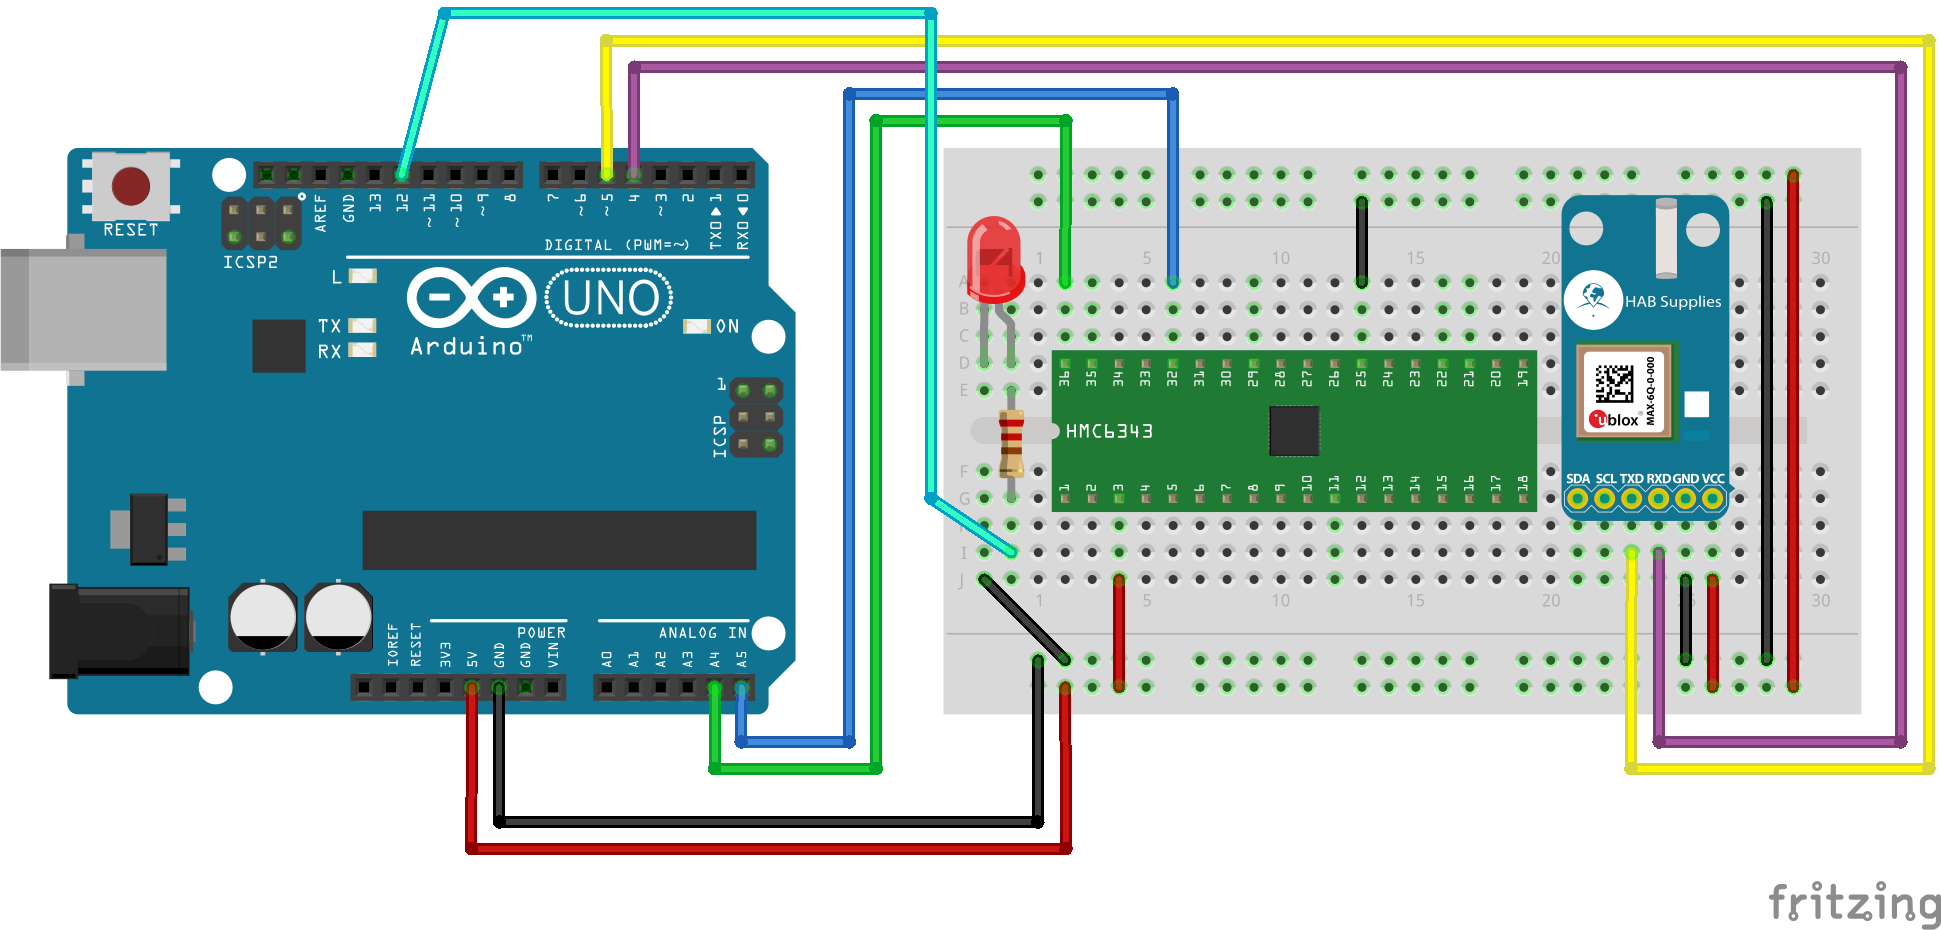 RESET
ICSP2
AREF
GND
13
12
~11
~10
~9
8
7
~6
~5
4
~3
2
TX0▶1
RX0◀0
DIGITAL (PWM=~)
L
TX
RX
UNO
Arduino™
ON
1
ICSP
IOREF
RESET
3V3
5V
GND
GND
VIN
POWER
A0
A1
A2
A3
A4
A5
ANALOG IN
1 5 10 15 20 30
A
B
C
D
E
F
G
I
J
36 35 34 33 32 31 30 29 28 27 26 25 24 23 22 21 20 19
HMC6343
1 2 3 4 5 6 7 8 9 10 11 12 13 14 15 16 17 18
HAB Supplies
ublox
MAX-6Q-0-000
SDA SCL TXD RXD GND VCC
1 5 10 15 20 25 30
fritzing